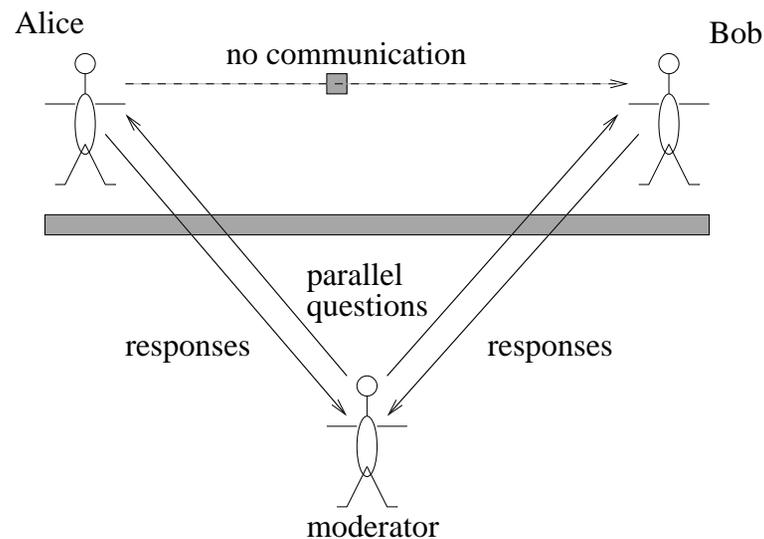 Alice
Bob
no communication
parallel
questions
responses
responses
moderator